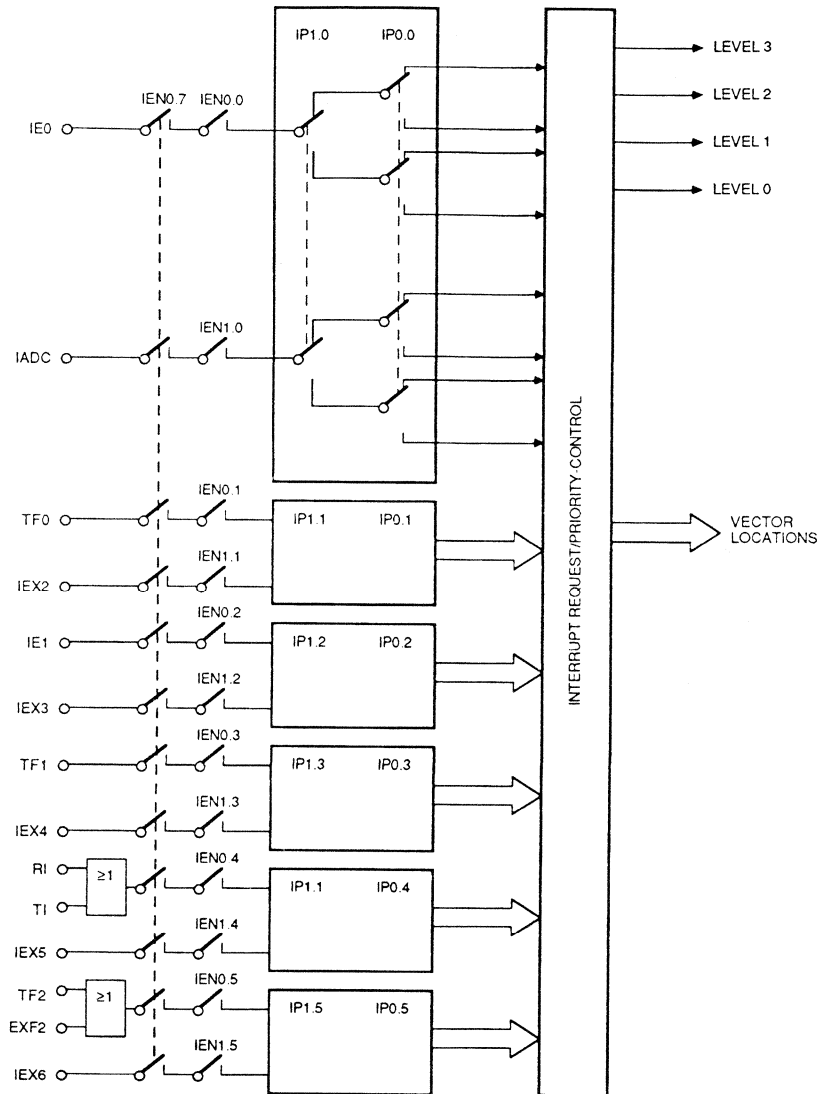 IP1.0 IP0.0
LEVEL 3
IEN0.7 IEN0.0
LEVEL 2
IE0
LEVEL 1
LEVEL 0
IEN1.0
IADC
INTERRUPT REQUEST/PRIORITY-CONTROL
IEN0.1
TF0
IP1.1 IP0.1
VECTOR
LOCATIONS
IEN1.1
IEX2
IEN0.2
IE1
IP1.2 IP0.2
IEN1.2
IEX3
IEN0.3
TF1
IP1.3 IP0.3
IEN1.3
IEX4
IEN0.4
RI
≥1
IP1.1 IP0.4
TI
IEN1.4
IEX5
IEN0.5
TF2
≥1
IP1.5 IP0.5
EXF2
IEN1.5
IEX6